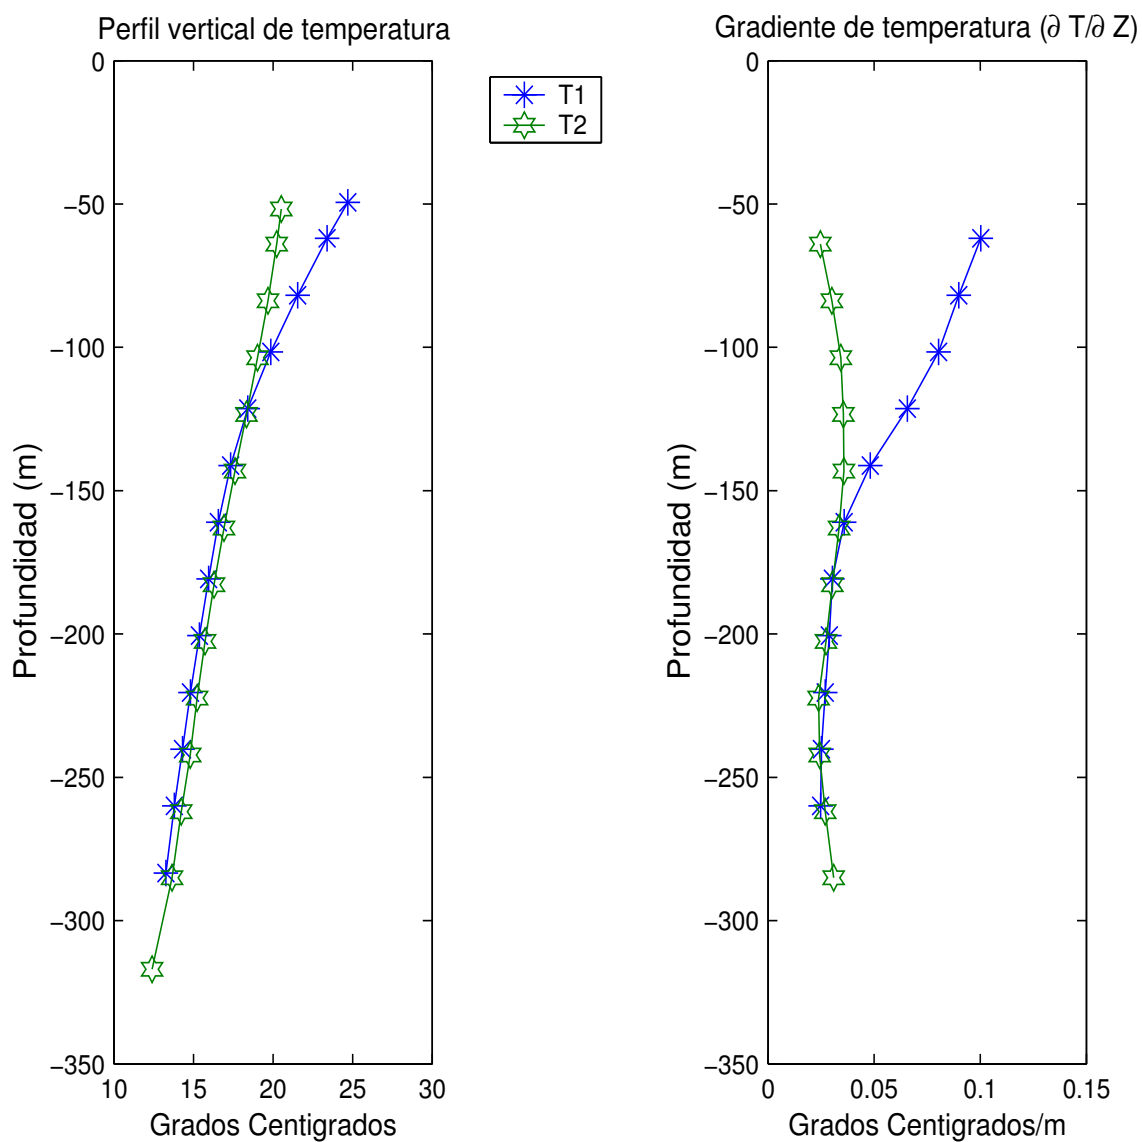 Perfil vertical de temperatura
0
−50
−100
−150
−200
−250
−300
−350
10 15 20 25 30
Grados Centigrados
Profundidad (m)
T1
T2
Gradiente de temperatura (∂ T/∂ Z)
0
−50
−100
−150
−200
−250
−300
−350
0 0.05 0.1 0.15
Grados Centigrados/m
Profundidad (m)